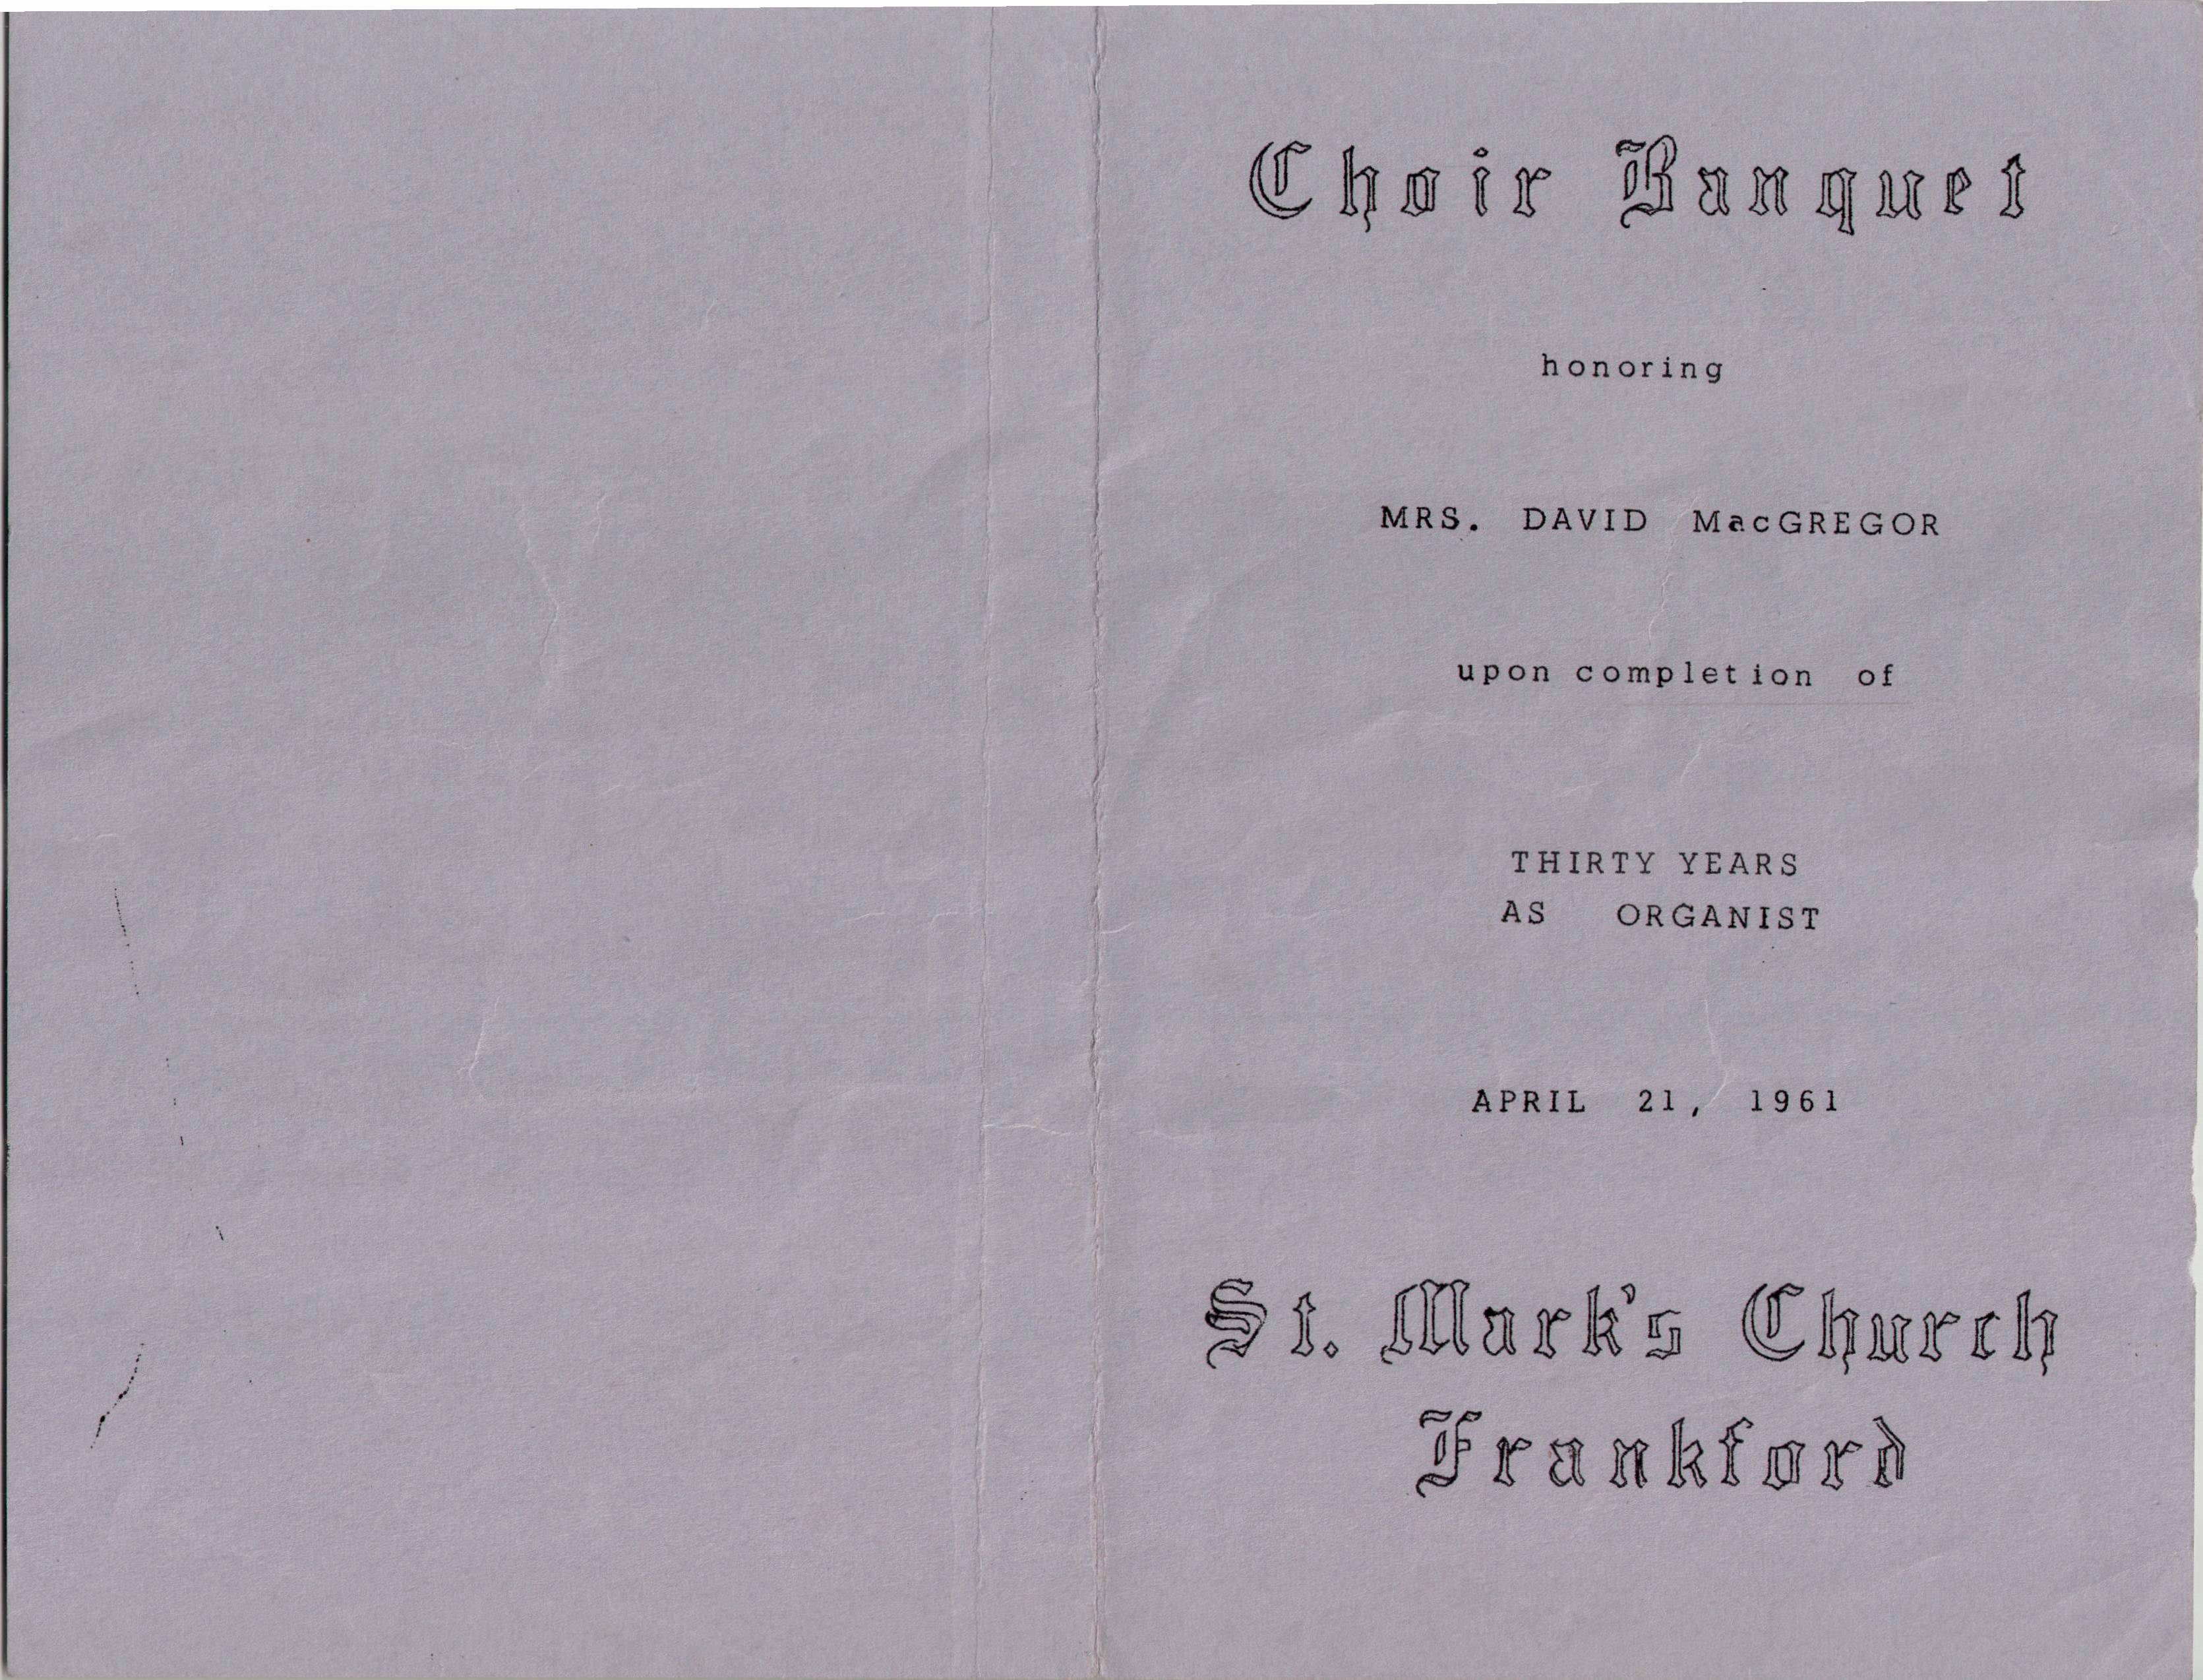 Choir Banquet
honoring
MRS. DAVID MacGREGOR
upon completion of
THIRTY YEARS
AS ORGANIST
APRIL 21, 1961
St. Mark's Church
Frankford